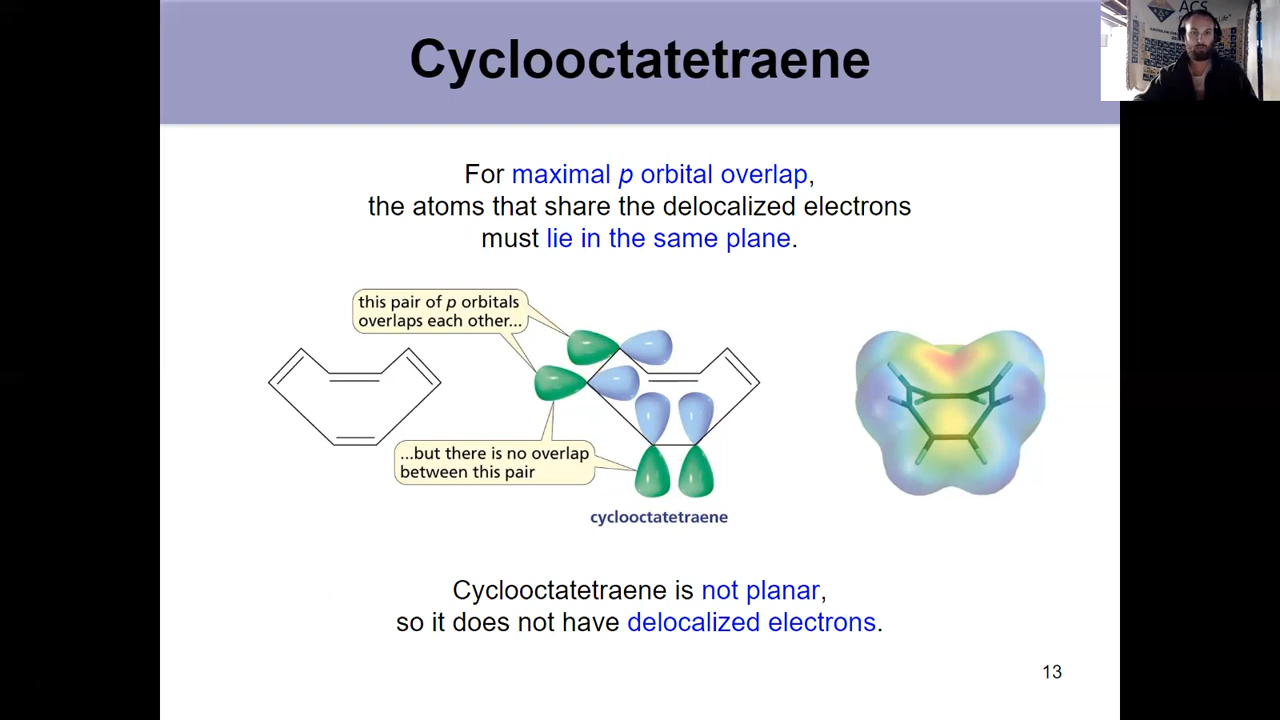 Cyclooctatetraene
ACS
For maximal p orbital overlap,
the atoms that share the delocalized electrons
must lie in the same plane.
this pair of p orbitals
overlaps each other...
...but there is no overlap
between this pair
cyclooctatetraene
Cyclooctatetraene is not planar,
so it does not have delocalized electrons.
13